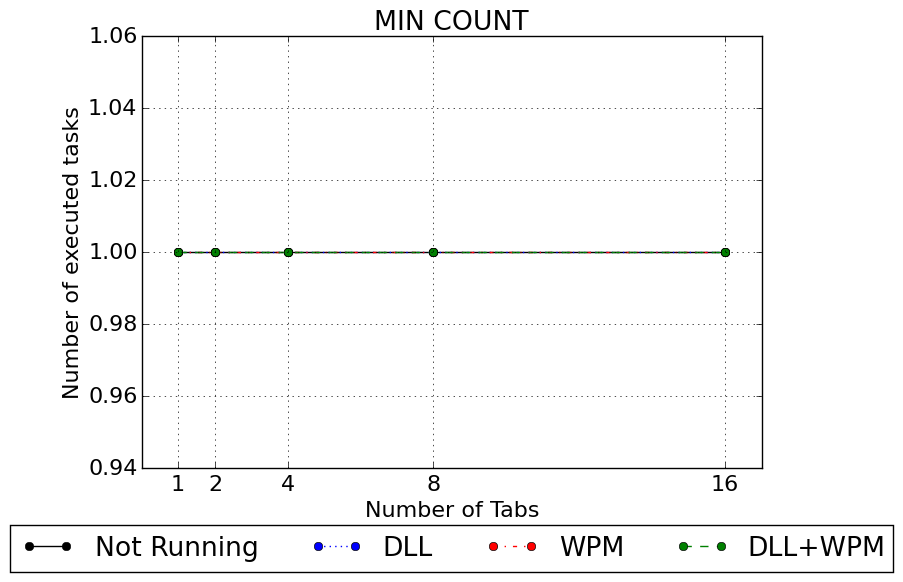 MIN COUNT
1.06
1.04
1.02
1.00
0.98
0.96
0.94
Number of executed tasks
1 2 4 8 16
Number of Tabs
Not Running DLL WPM DLL+WPM